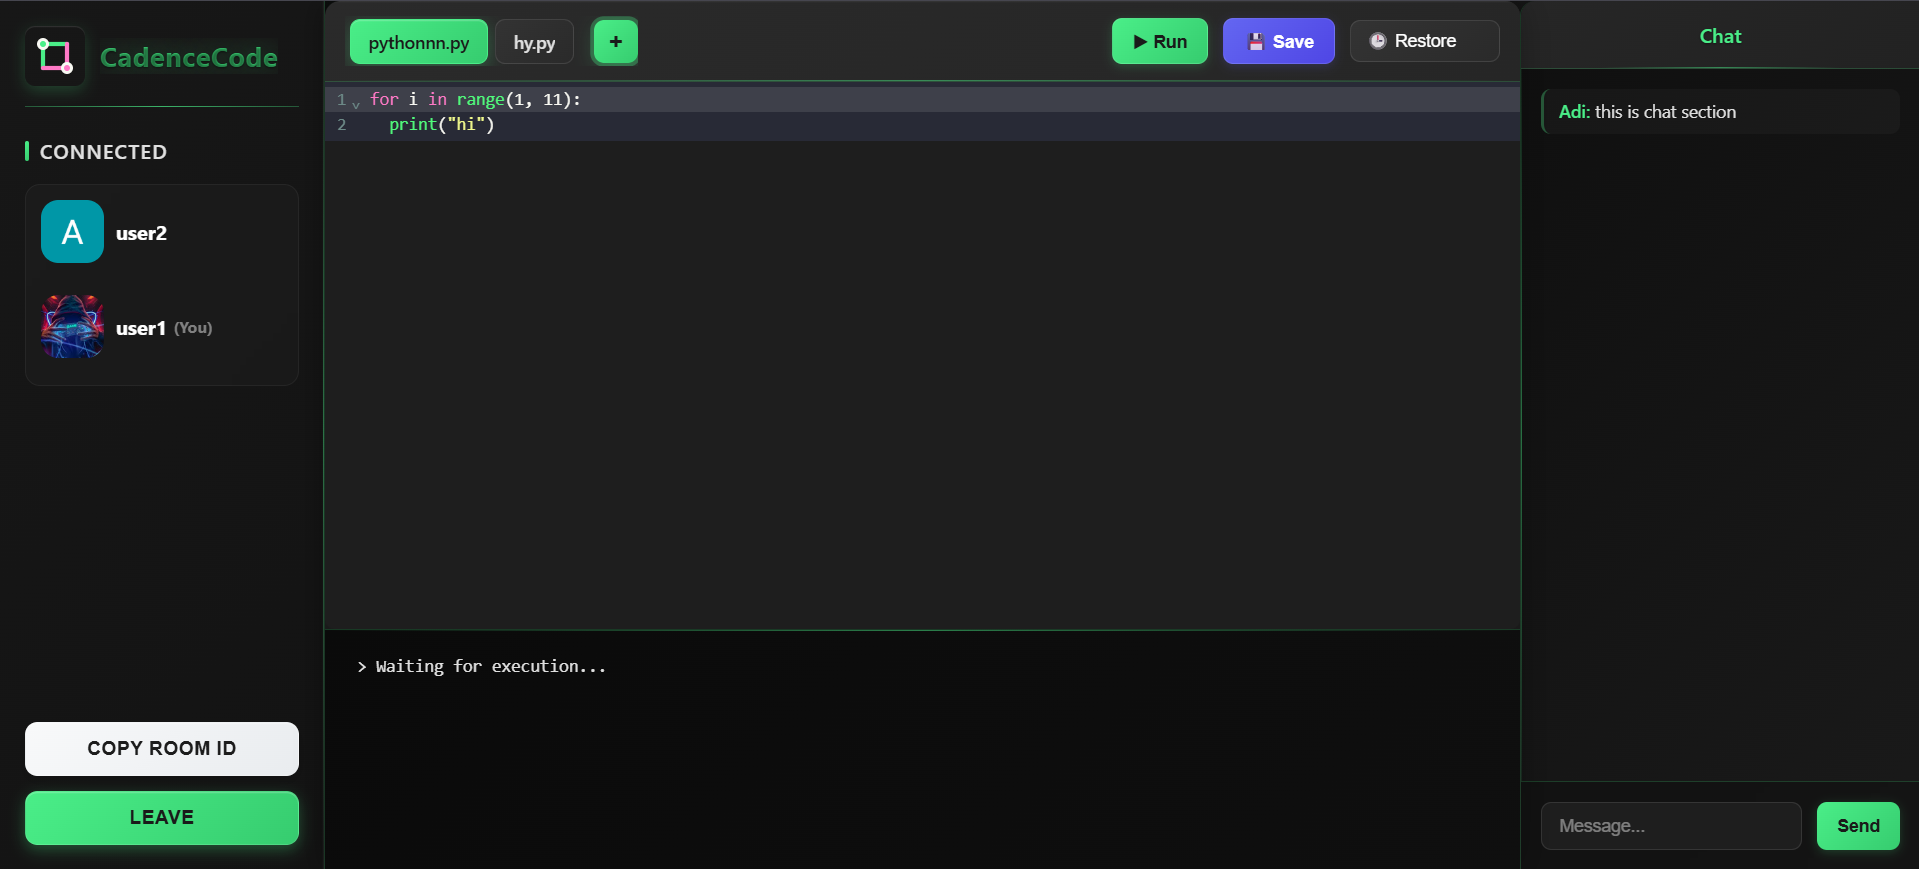 CadenceCode
CONNECTED
A
user2
user1 (You)
COPY ROOM ID
LEAVE
pythonnn.py
hy.py
+
Run
Save
Restore
1 for i in range(1, 11):
2 print("hi")
> Waiting for execution...
Chat
Adi: this is chat section
Message...
Send